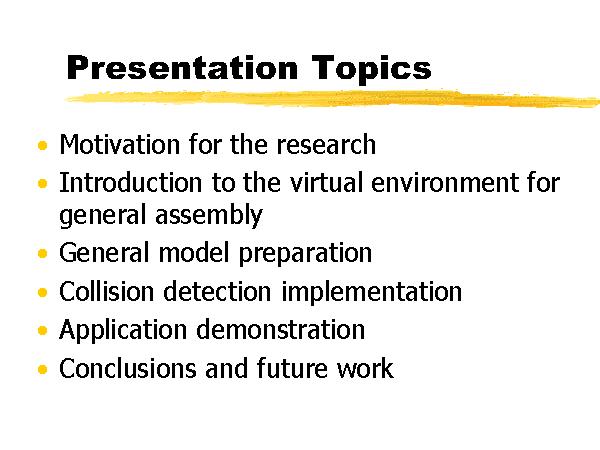 Presentation Topics
• Motivation for the research
• Introduction to the virtual environment for
general assembly
• General model preparation
• Collision detection implementation
• Application demonstration
• Conclusions and future work